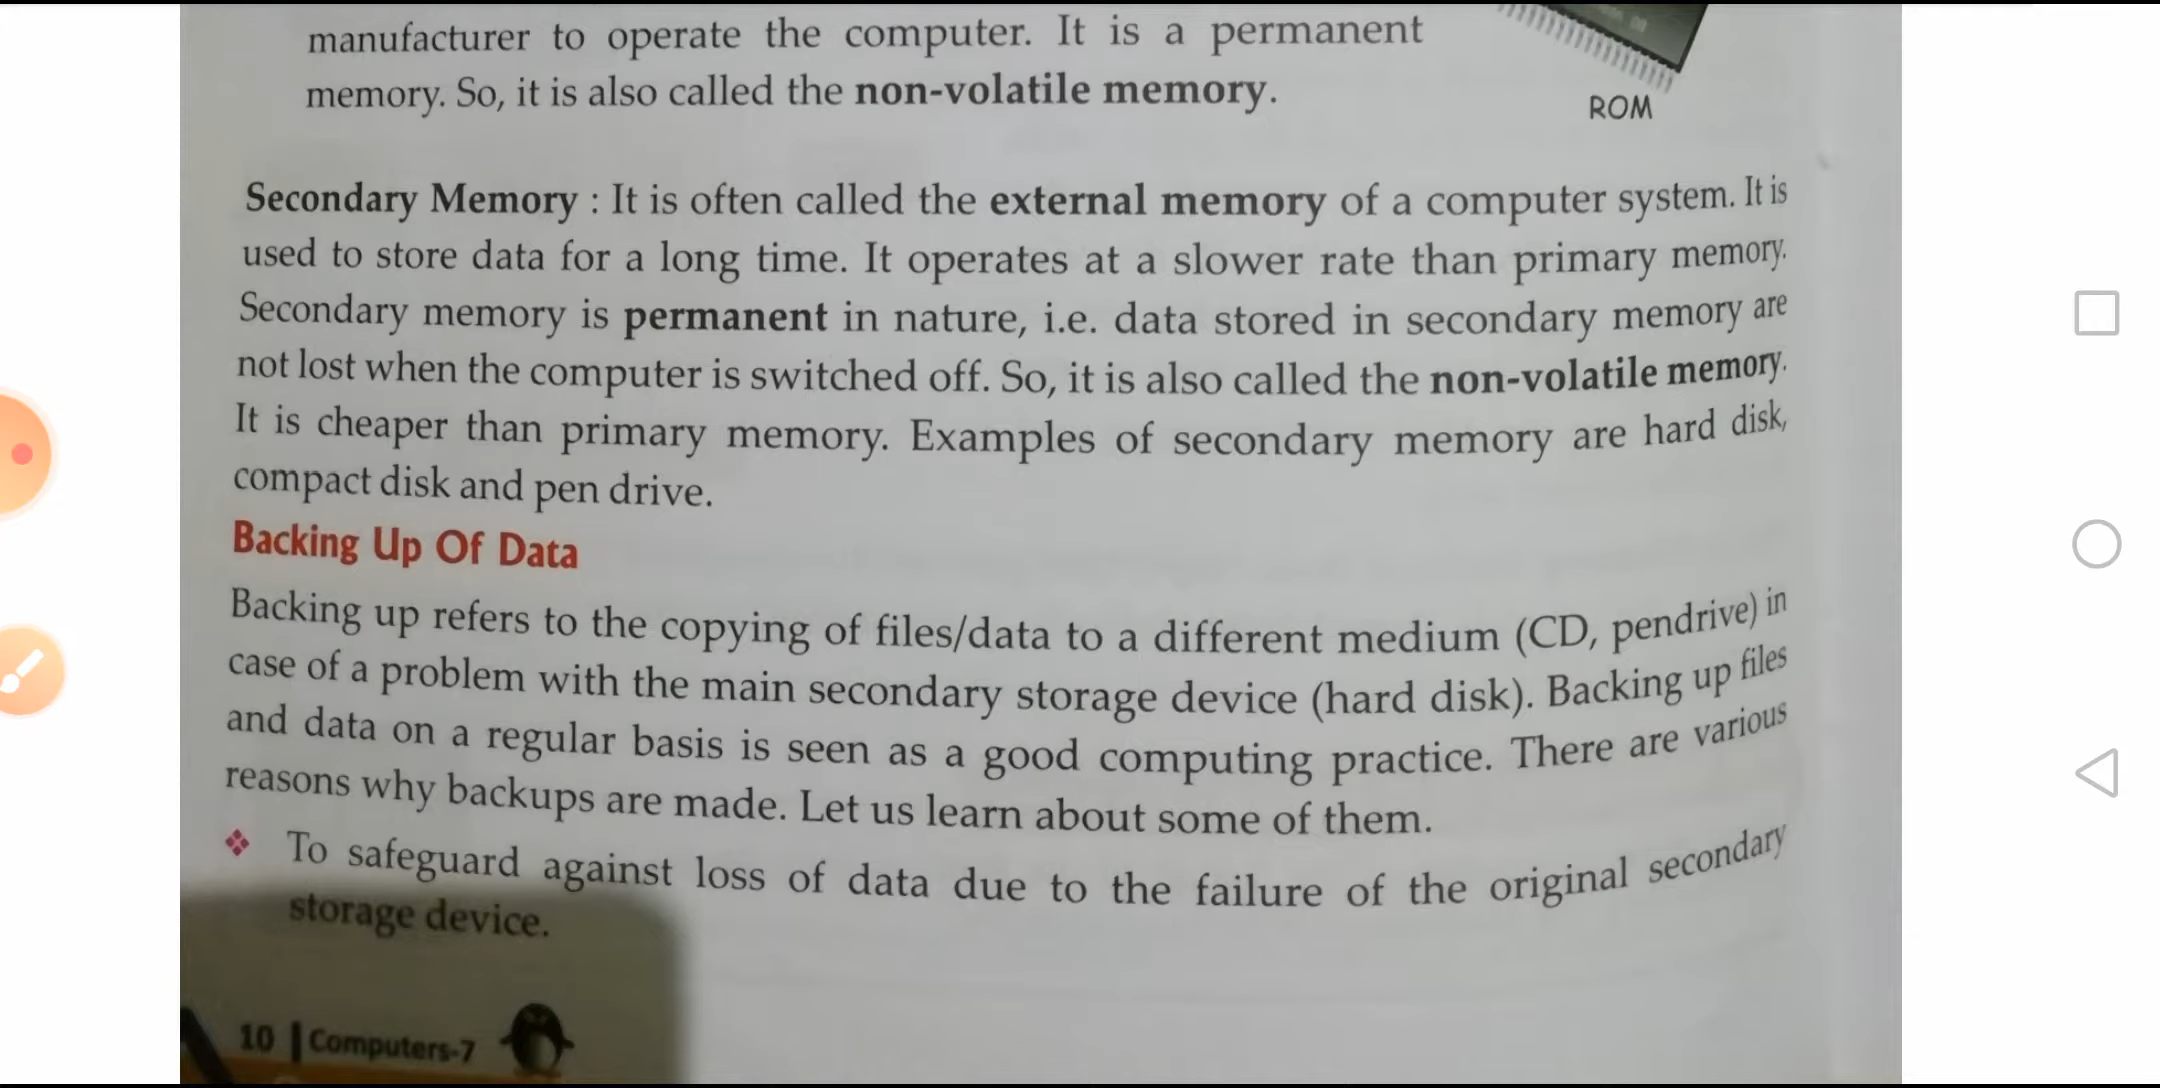 manufacturer to operate the computer. It is a permanent
memory. So, it is also called the non-volatile memory.
ROM
Secondary Memory : It is often called the external memory of a computer system. It is
used to store data for a long time. It operates at a slower rate than primary memory.
Secondary memory is permanent in nature, i.e. data stored in secondary memory are
not lost when the computer is switched off. So, it is also called the non-volatile memory.
It is cheaper than primary memory. Examples of secondary memory are hard disk,
compact disk and pen drive.
Backing Up Of Data
Backing up refers to the copying of files/data to a different medium (CD, pendrive) in
case of a problem with the main secondary storage device (hard disk). Backing up files
and data on a regular basis is seen as a good computing practice. There are various
reasons why backups are made. Let us learn about some of them.
❖ To safeguard against loss of data due to the failure of the original secondary
storage device.
10 | Computers-7